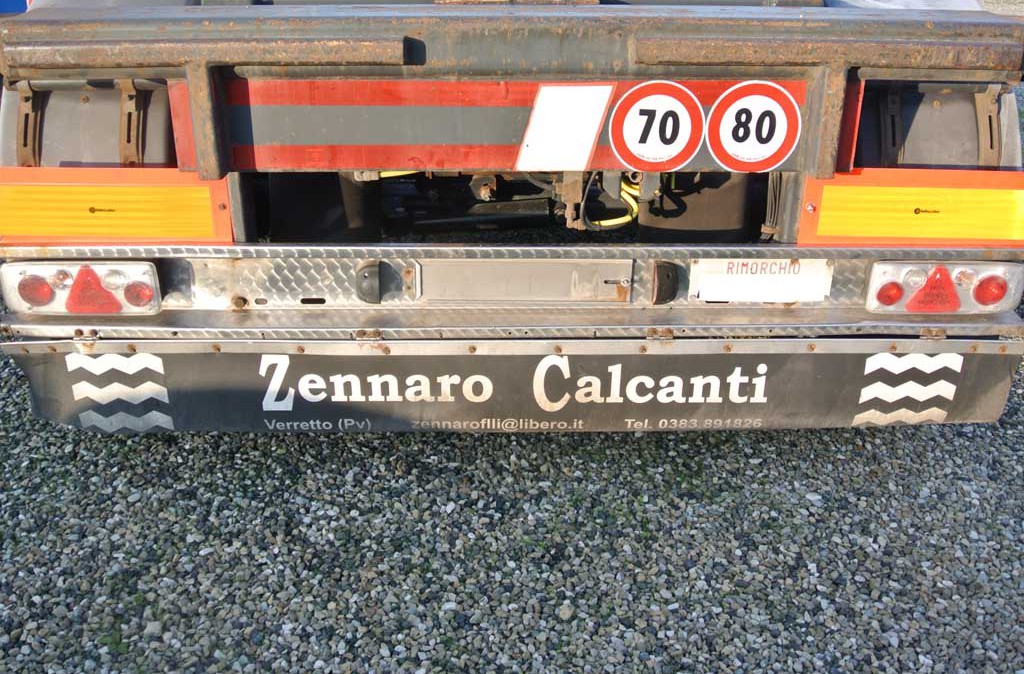 70 80
RIMORCHIO
Zennaro Calcanti
Verretto (Pv) zennaroflli@libero.it Tel. 0383.891826